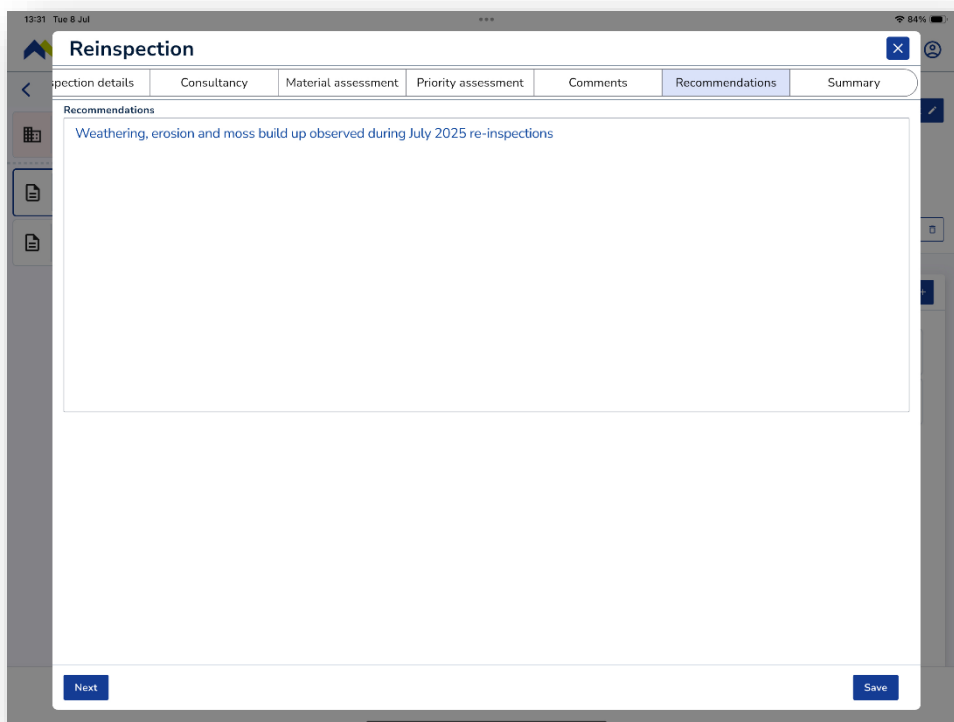 13:31 Tue 8 Jul
84%
Reinspection
spection details Consultancy Material assessment Priority assessment Comments Recommendations Summary
Recommendations
Weathering, erosion and moss build up observed during July 2025 re-inspections
Next Save